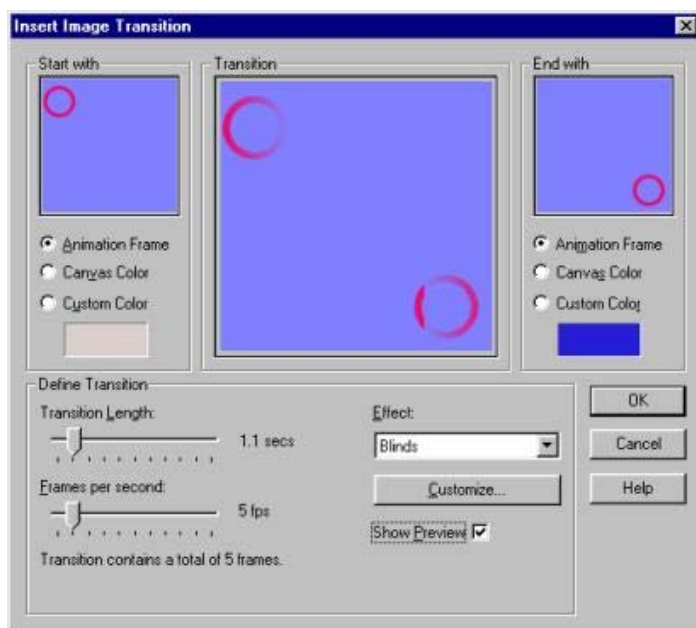 Insert Image Transition
Start with
Animation Frame
Canvas Color
Custom Color
Transition
End with
Animation Frame
Canvas Color
Custom Color
Define Transition
Transition Length:
1.1 secs
Frames per second:
5 fps
Transition contains a total of 5 frames.
Effect:
Blinds
Customize...
Show Preview
OK
Cancel
Help